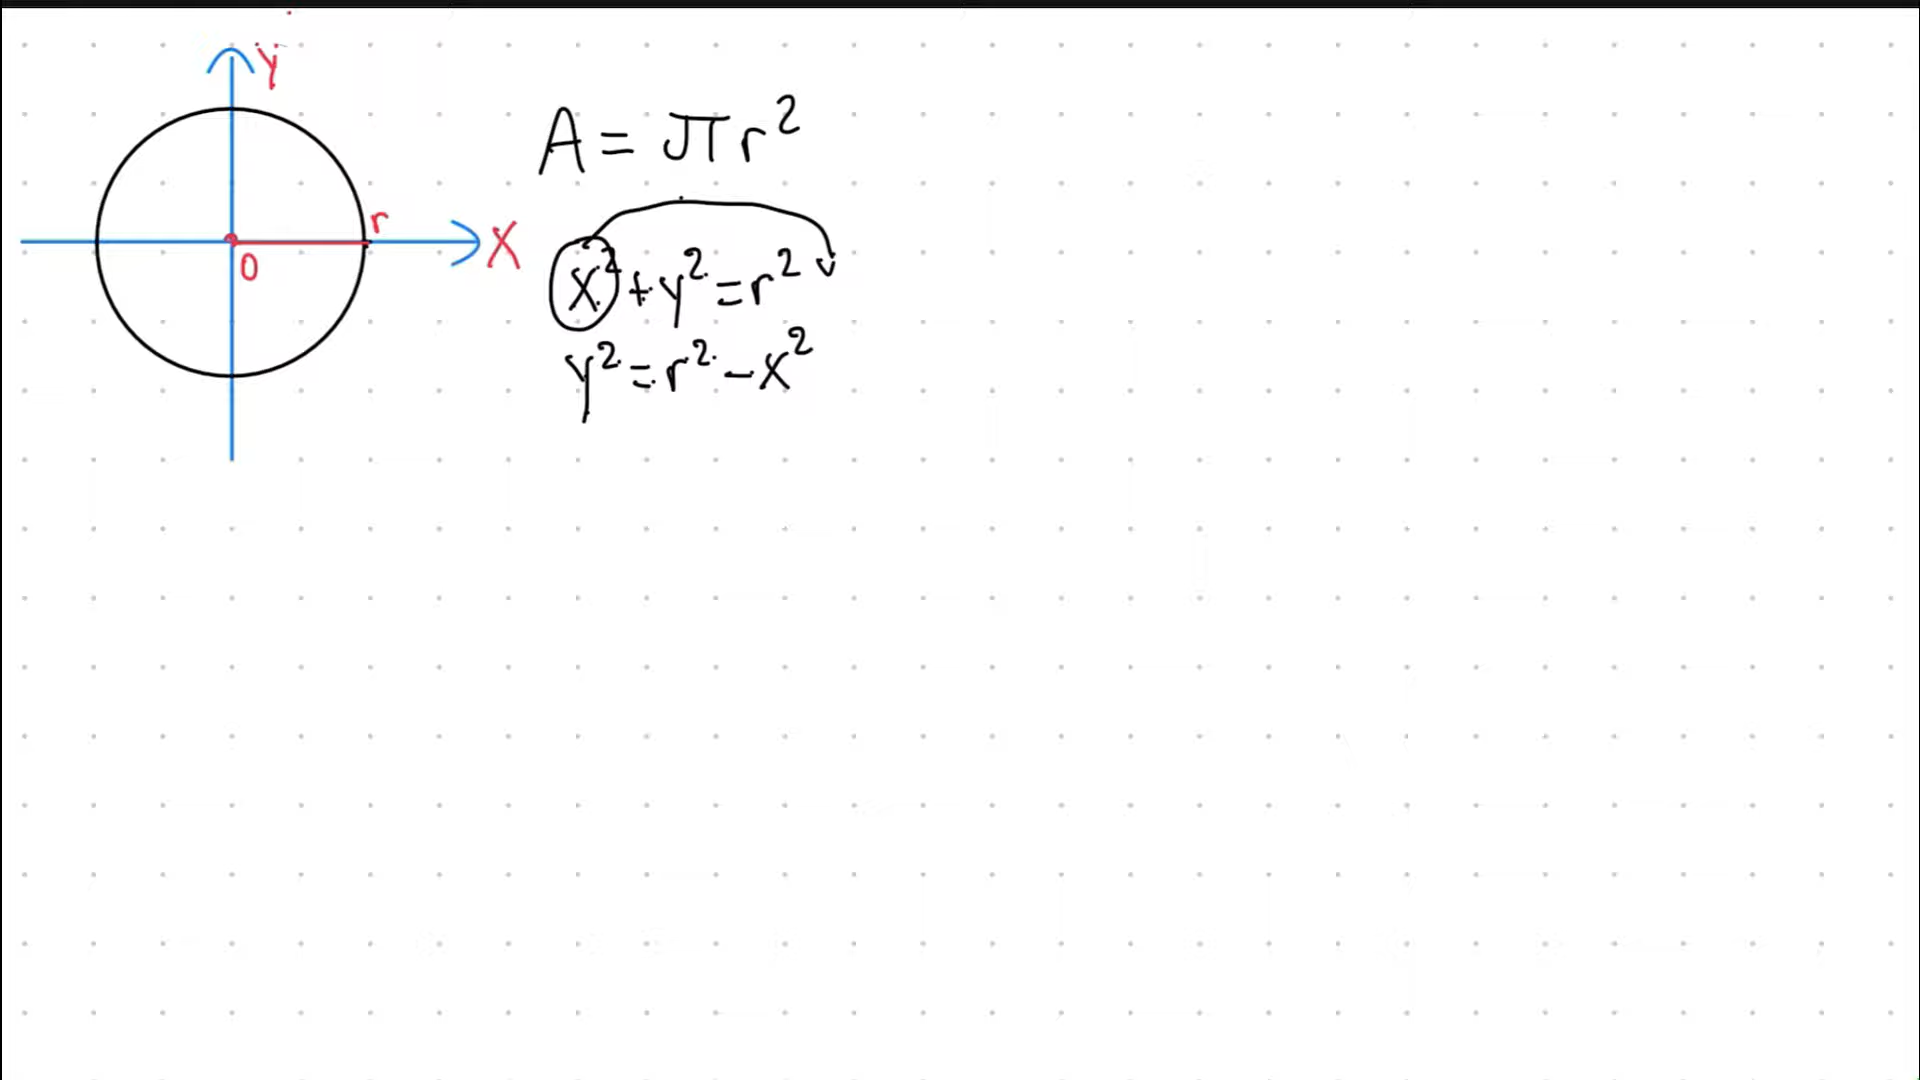 y
r
x
0
A = πr²
x² + y² = r²
y² = r² - x²